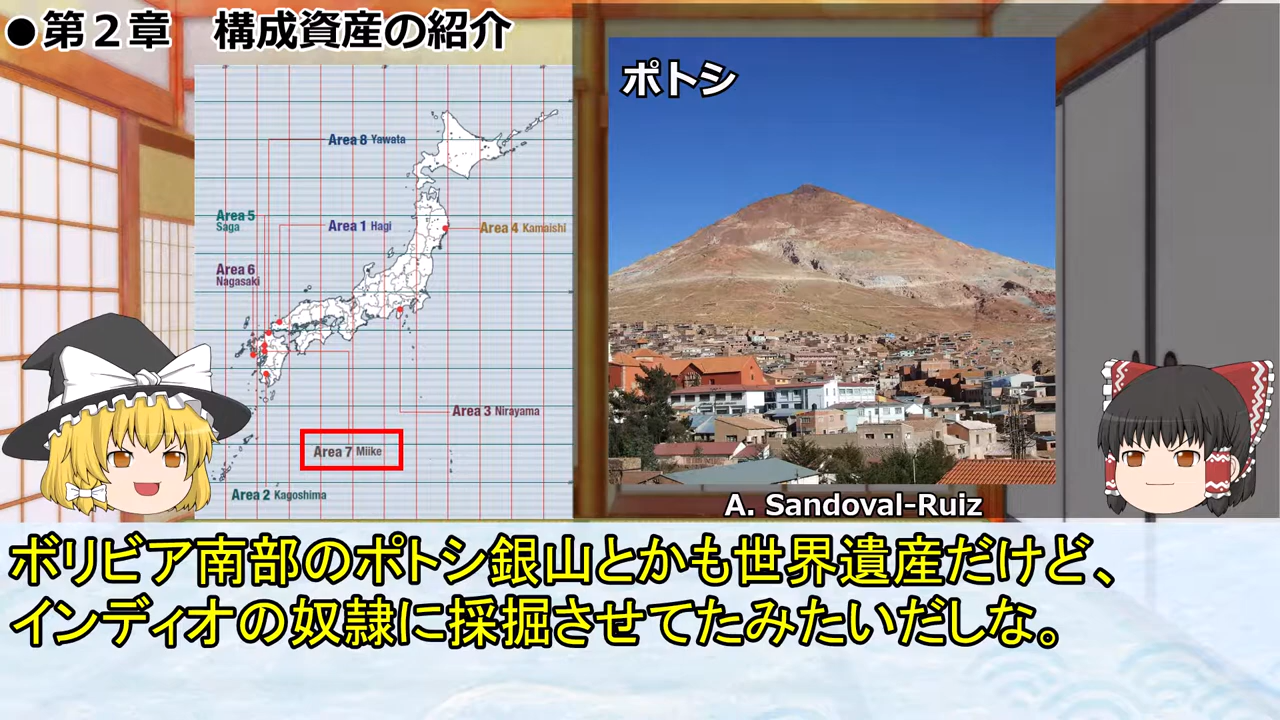 ●第２章　構成資産の紹介
Area 8 Yawata
Area 5
Saga
Area 1 Hagi
Area 4 Kamaishi
Area 6
Nagasaki
Area 3 Nirayama
Area 7 Miike
Area 2 Kagoshima
ポトシ
A. Sandoval-Ruiz
ボリビア南部のポトシ銀山とかも世界遺産だけど、
インディオの奴隷に採掘させてたみたいだしな。